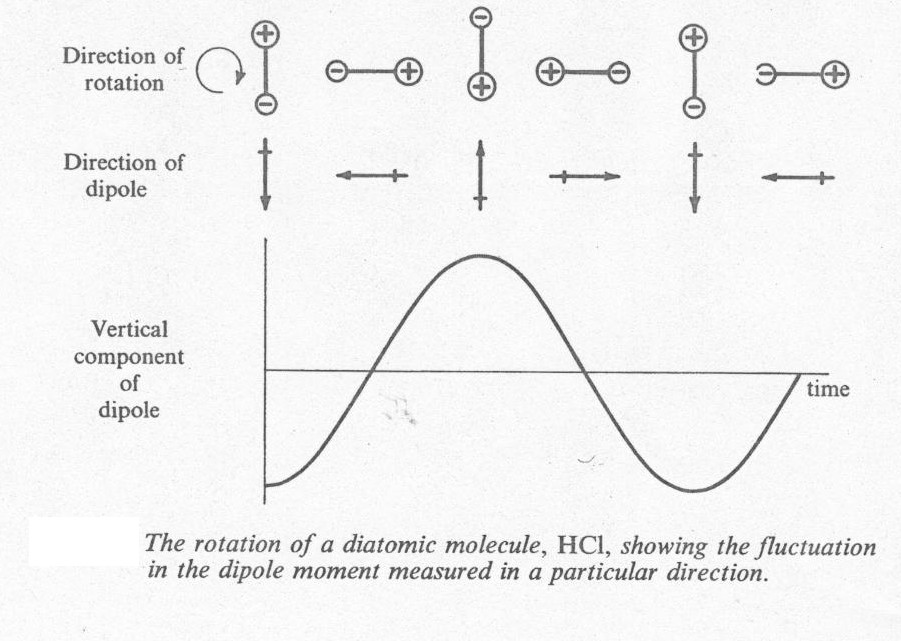 Direction of
rotation
Direction of
dipole
Vertical
component
of
dipole
time
The rotation of a diatomic molecule, HCl, showing the fluctuation
in the dipole moment measured in a particular direction.